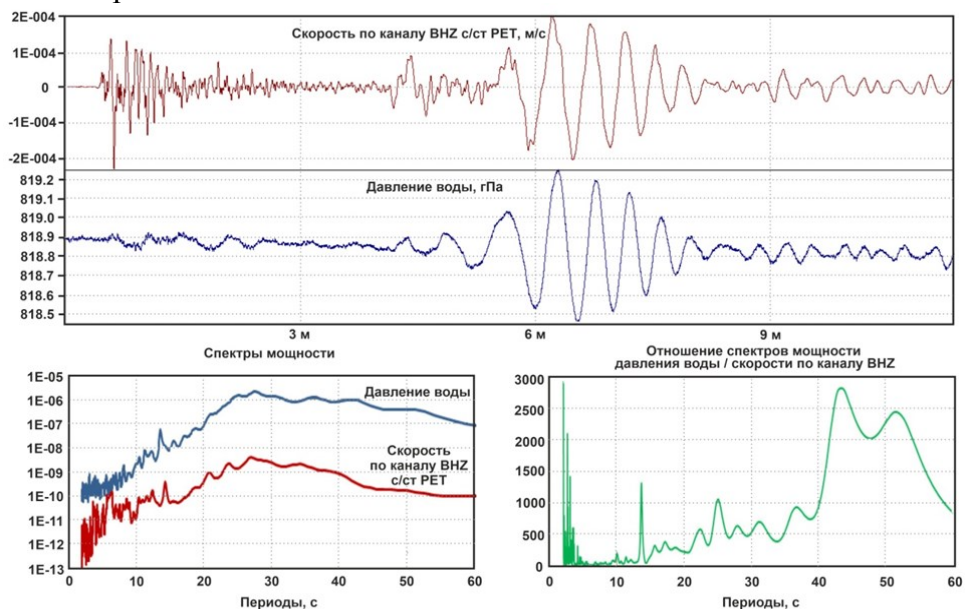 2E-004
Скорость по каналу BHZ с/ст PET, м/с
1E-004
0
-1E-004
-2E-004
819.2
Давление воды, гПа
819.1
819.0
818.9
818.8
818.7
818.6
818.5
3 м 6 м 9 м
Спектры мощности
1E-05
1E-06
1E-07
1E-08
1E-09
1E-10
1E-11
1E-12
1E-13
Давление воды
Скорость
по каналу BHZ
с/ст PET
0 10 20 30 40 50 60
Периоды, с
Отношение спектров мощности
давления воды / скорости по каналу BHZ
3000
2500
2000
1500
1000
500
0
0 10 20 30 40 50 60
Периоды, с